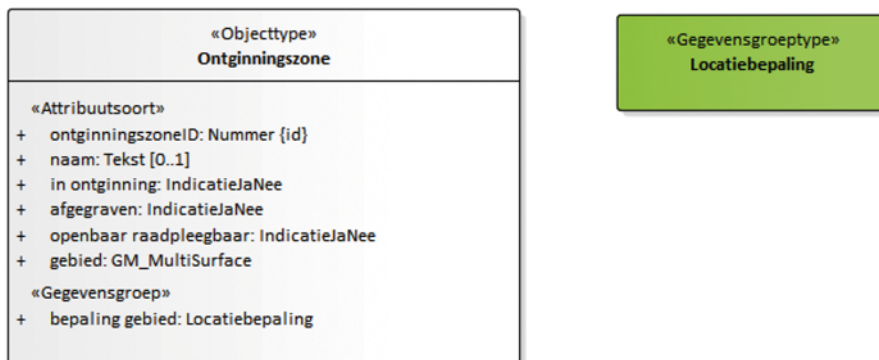 «Objecttype»
Ontginningszone
«Attribuutsoort»
+ ontginningszoneID: Nummer {id}
+ naam: Tekst [0..1]
+ in ontginning: IndicatieJaNee
+ afgegraven: IndicatieJaNee
+ openbaar raadpleegbaar: IndicatieJaNee
+ gebied: GM_MultiSurface
«Gegevensgroep»
+ bepaling gebied: Locatiebepaling
«Gegevensgroeptype»
Locatiebepaling